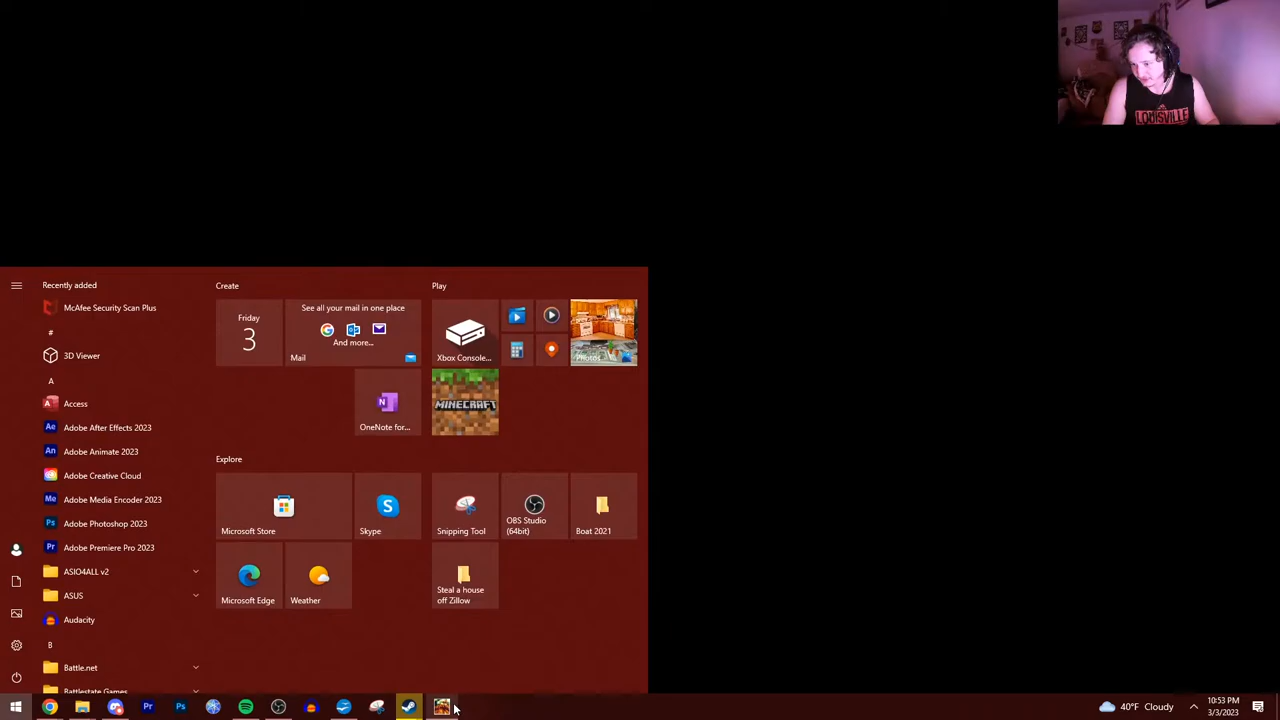 LOUISVILLE
Recently added
McAfee Security Scan Plus
#
3D Viewer
A
Access
Adobe After Effects 2023
Adobe Animate 2023
Adobe Creative Cloud
Adobe Media Encoder 2023
Adobe Photoshop 2023
Adobe Premiere Pro 2023
ASIO4ALL v2
ASUS
Audacity
B
Battle.net
Battlestate Games
Create
Friday
3
See all your mail in one place
And more...
Mail
OneNote for...
Explore
Microsoft Store
Skype
Microsoft Edge
Weather
Play
Xbox Console...
Photos
MINECRAFT
Snipping Tool
OBS Studio
(64bit)
Boat 2021
Steal a house
off Zillow
40°F Cloudy
10:53 PM
3/3/2023